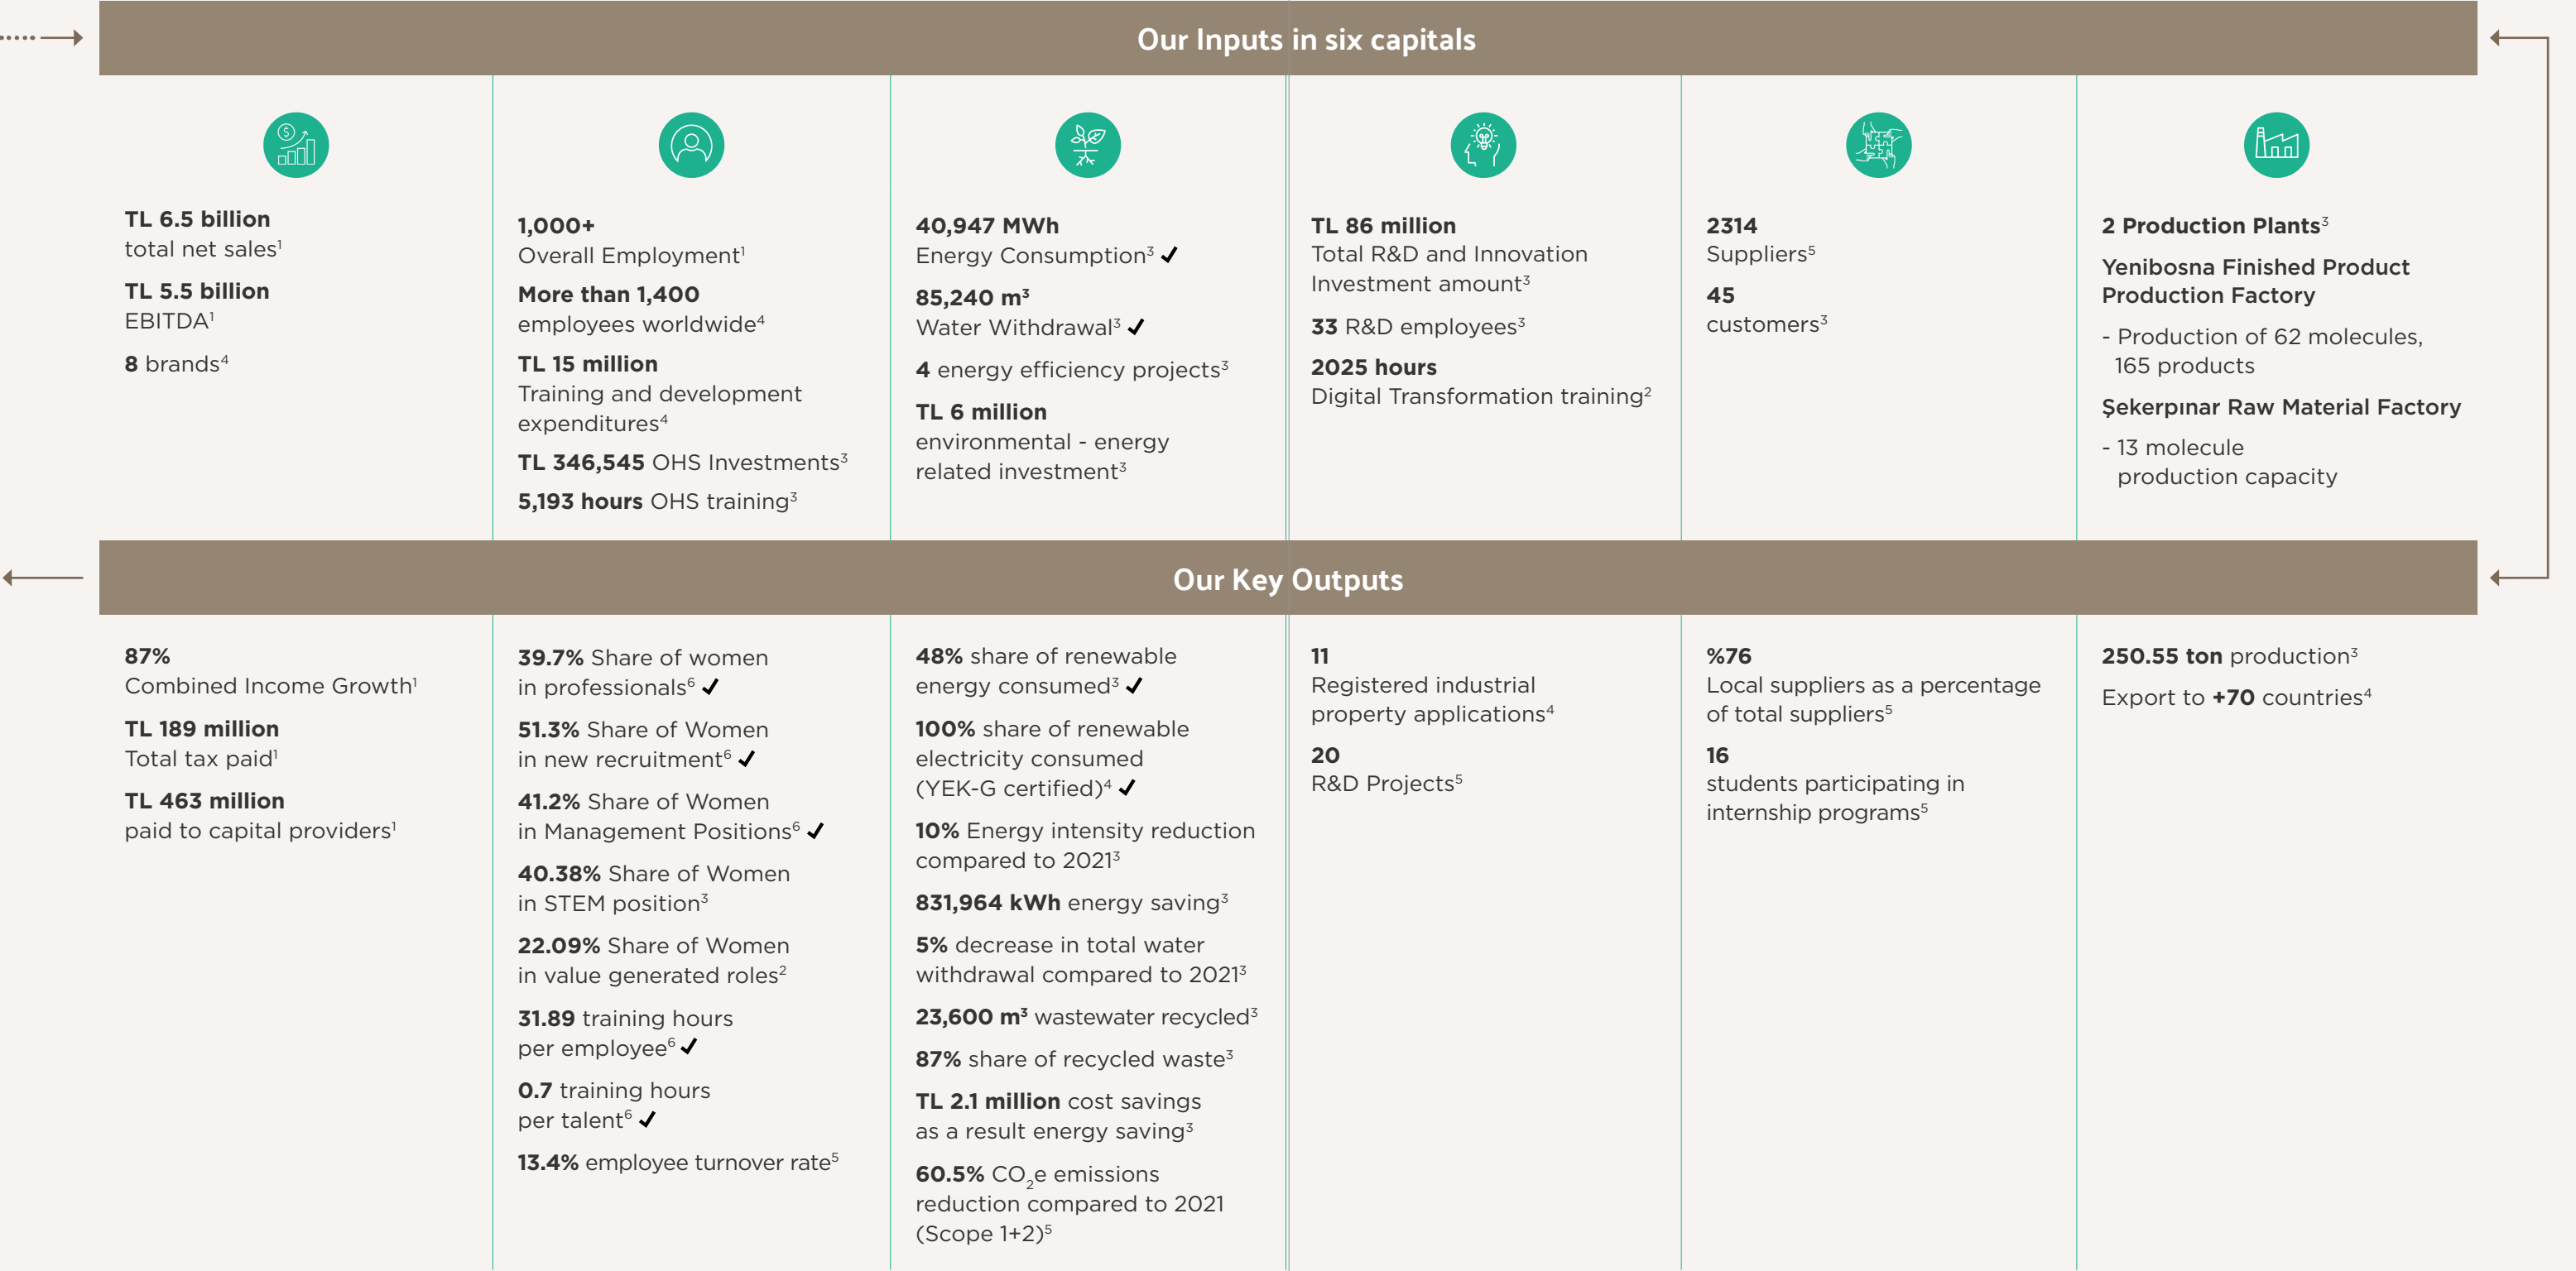 Our Inputs in six capitals
TL 6.5 billion
total net sales¹
TL 5.5 billion
EBITDA¹
8 brands⁴
1,000+
Overall Employment¹
More than 1,400
employees worldwide⁴
TL 15 million
Training and development
expenditures⁴
TL 346,545 OHS Investments³
5,193 hours OHS training³
40,947 MWh
Energy Consumption³ ✔
85,240 m³
Water Withdrawal³ ✔
4 energy efficiency projects³
TL 6 million
environmental - energy
related investment³
TL 86 million
Total R&D and Innovation
Investment amount³
33 R&D employees³
2025 hours
Digital Transformation training²
2314
Suppliers⁵
45
customers³
2 Production Plants³
Yenibosna Finished Product
Production Factory
- Production of 62 molecules,
165 products
Şekerpınar Raw Material Factory
- 13 molecule
production capacity
Our Key Outputs
87%
Combined Income Growth¹
TL 189 million
Total tax paid¹
TL 463 million
paid to capital providers¹
39.7% Share of women
in professionals⁶ ✔
51.3% Share of Women
in new recruitment⁶ ✔
41.2% Share of Women
in Management Positions⁶ ✔
40.38% Share of Women
in STEM position³
22.09% Share of Women
in value generated roles²
31.89 training hours
per employee⁶ ✔
0.7 training hours
per talent⁶ ✔
13.4% employee turnover rate⁵
48% share of renewable
energy consumed³ ✔
100% share of renewable
electricity consumed
(YEK-G certified)⁴ ✔
10% Energy intensity reduction
compared to 2021³
831,964 kWh energy saving³
5% decrease in total water
withdrawal compared to 2021³
23,600 m³ wastewater recycled³
87% share of recycled waste³
TL 2.1 million cost savings
as a result energy saving³
60.5% CO₂e emissions
reduction compared to 2021
(Scope 1+2)⁵
11
Registered industrial
property applications⁴
20
R&D Projects⁵
%76
Local suppliers as a percentage
of total suppliers⁵
16
students participating in
internship programs⁵
250.55 ton production³
Export to +70 countries⁴